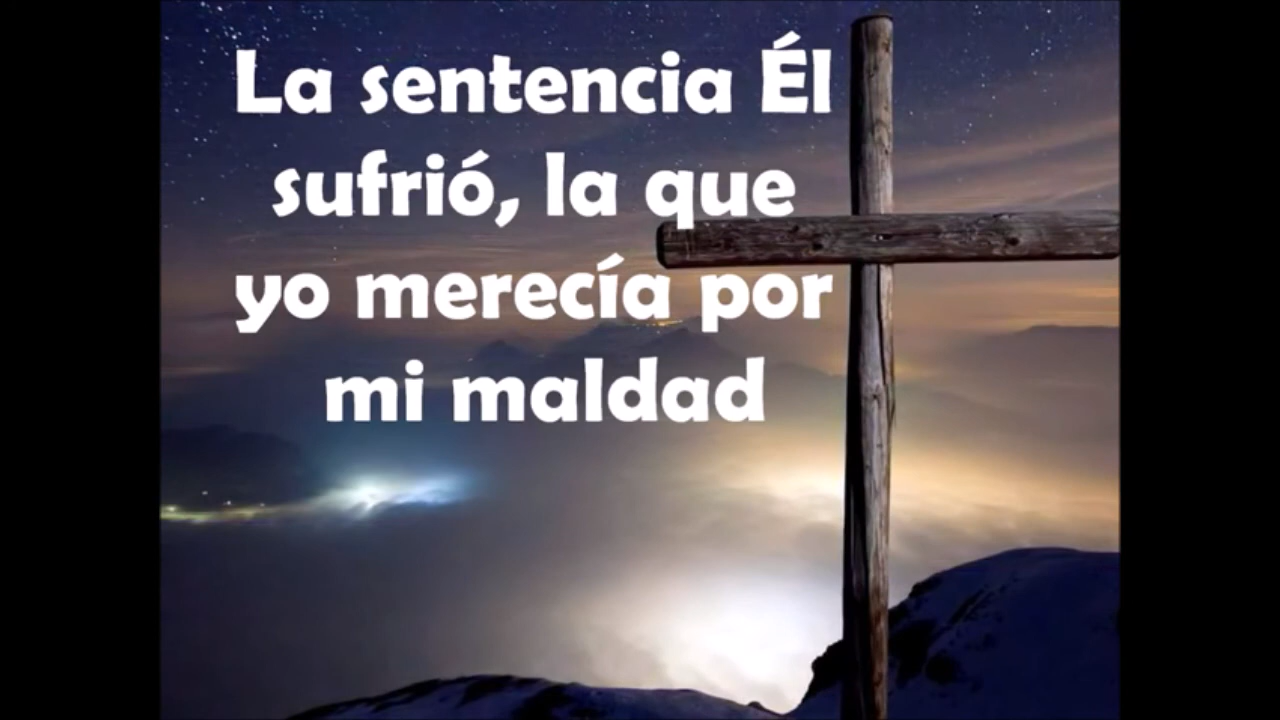 La sentencia Él
sufrió, la que
yo merecía por
mi maldad